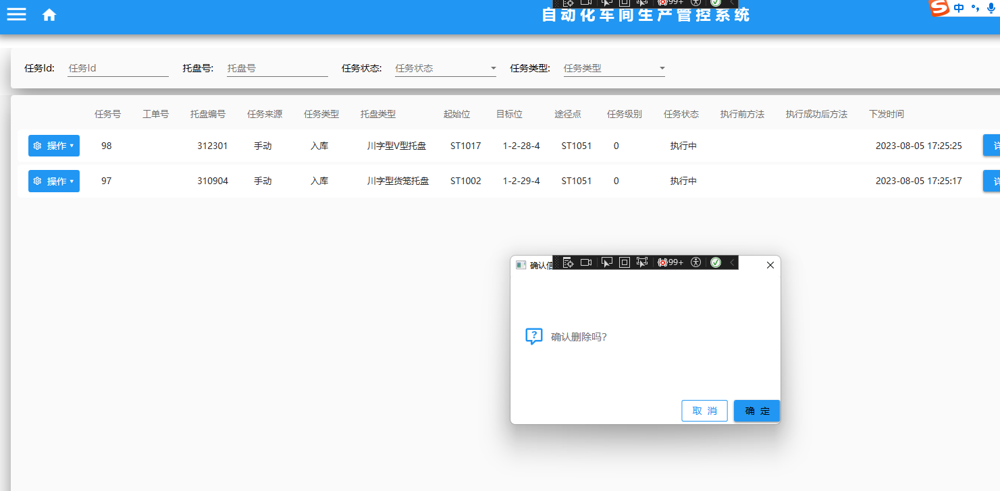 99+
自动化车间生产管控系统
中
任务Id: 任务Id 托盘号: 托盘号 任务状态: 任务状态 任务类型: 任务类型
任务号 工单号 托盘编号 任务来源 任务类型 托盘类型 起始位 目标位 途径点 任务级别 任务状态 执行前方法 执行成功后方法 下发时间
操作 98 312301 手动 入库 川字型V型托盘 ST1017 1-2-28-4 ST1051 0 执行中 2023-08-05 17:25:25
操作 97 310904 手动 入库 川字型货笼托盘 ST1002 1-2-29-4 ST1051 0 执行中 2023-08-05 17:25:17
确认信 99+
确认删除吗?
取 消 确 定